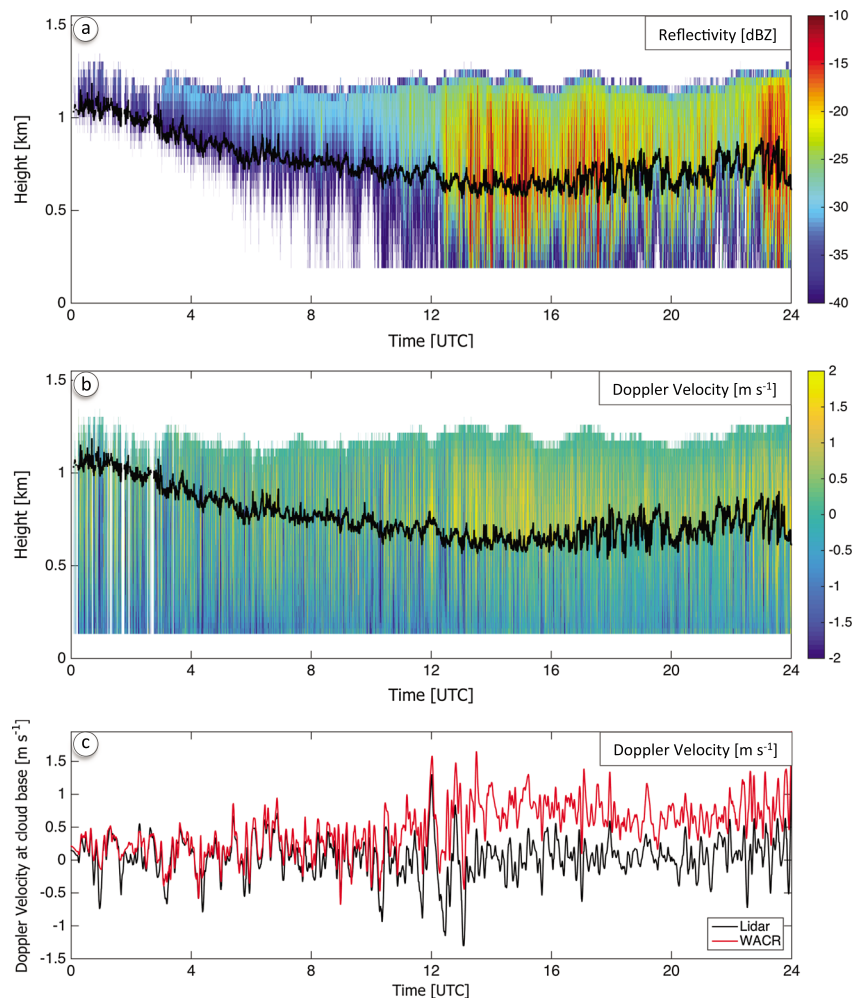 a
Reflectivity [dBZ]
1.5
1
0.5
0
Height [km]
0 4 8 12 16 20 24
Time [UTC]
-10
-15
-20
-25
-30
-35
-40
b
Doppler Velocity [m s⁻¹]
1.5
1
0.5
0
Height [km]
0 4 8 12 16 20 24
Time [UTC]
2
1.5
1
0.5
0
-0.5
-1
-1.5
-2
c
Doppler Velocity [m s⁻¹]
1.5
1
0.5
0
-0.5
-1
-1.5
Doppler Velocity at cloud base [m s⁻¹]
Lidar
WACR
0 4 8 12 16 20 24
Time [UTC]